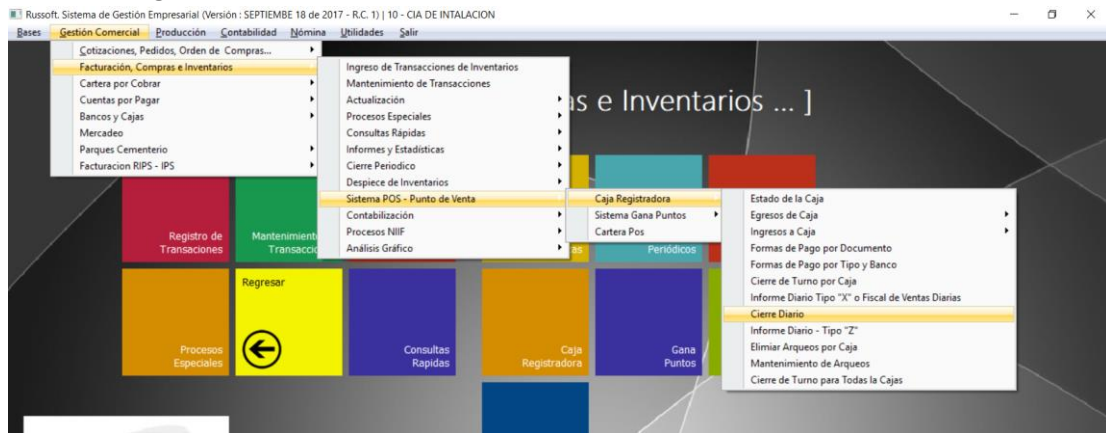 Russoft. Sistema de Gestión Empresarial (Versión : SEPTIEMBE 18 de 2017 - R.C. 1) | 10 - CIA DE INTALACION
Bases Gestión Comercial Producción Contabilidad Nómina Utilidades Salir
Cotizaciones, Pedidos, Orden de Compras...
Facturación, Compras e Inventarios
Cartera por Cobrar
Cuentas por Pagar
Bancos y Cajas
Mercadeo
Parques Cementerio
Facturacion RIPS - IPS
Ingreso de Transacciones de Inventarios
Mantenimiento de Transacciones
Actualización
Procesos Especiales
Consultas Rápidas
Informes y Estadísticas
Cierre Periodico
Despiece de Inventarios
Sistema POS - Punto de Venta
Contabilización
Procesos NIIF
Análisis Gráfico
Caja Registradora
Sistema Gana Puntos
Cartera Pos
Estado de la Caja
Egresos de Caja
Ingresos a Caja
Formas de Pago por Documento
Formas de Pago por Tipo y Banco
Cierre de Turno por Caja
Informe Diario Tipo "X" o Fiscal de Ventas Diarias
Cierre Diario
Informe Diario - Tipo "Z"
Elimiar Arqueos por Caja
Mantenimiento de Arqueos
Cierre de Turno para Todas la Cajas
e Inventarios ... ]
Registro de
Transaciones
Periódicos
Procesos
Especiales
Regresar
Consultas
Rapidas
Caja
Registradora
Gana
Puntos